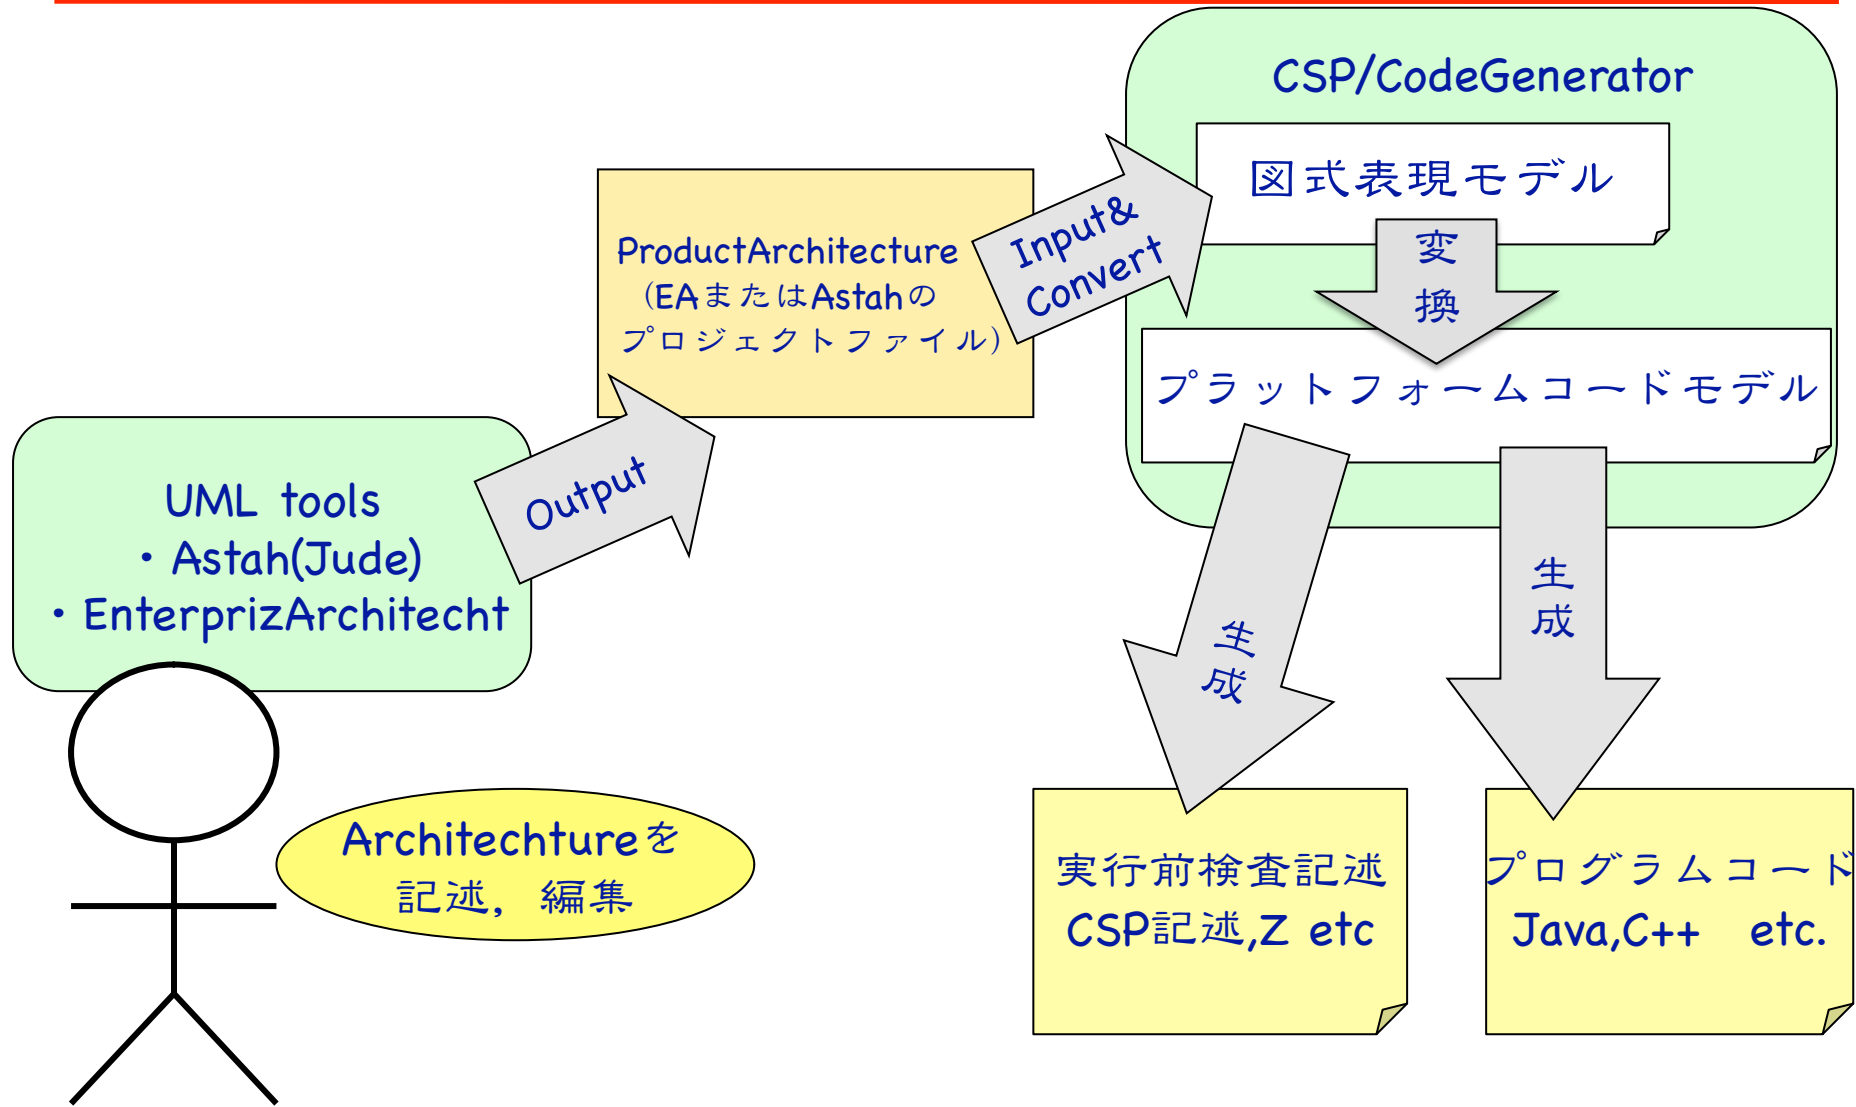 CSP/CodeGenerator
図式表現モデル
変
換
プラットフォームコードモデル
Input&
Convert
ProductArchitecture
（EAまたはAstahの
プロジェクトファイル）
Output
UML tools
・Astah(Jude)
・EnterprizArchitecht
生
成
生
成
Architechtureを
記述，編集
実行前検査記述
CSP記述,Z etc
プログラムコード
Java,C++　etc.